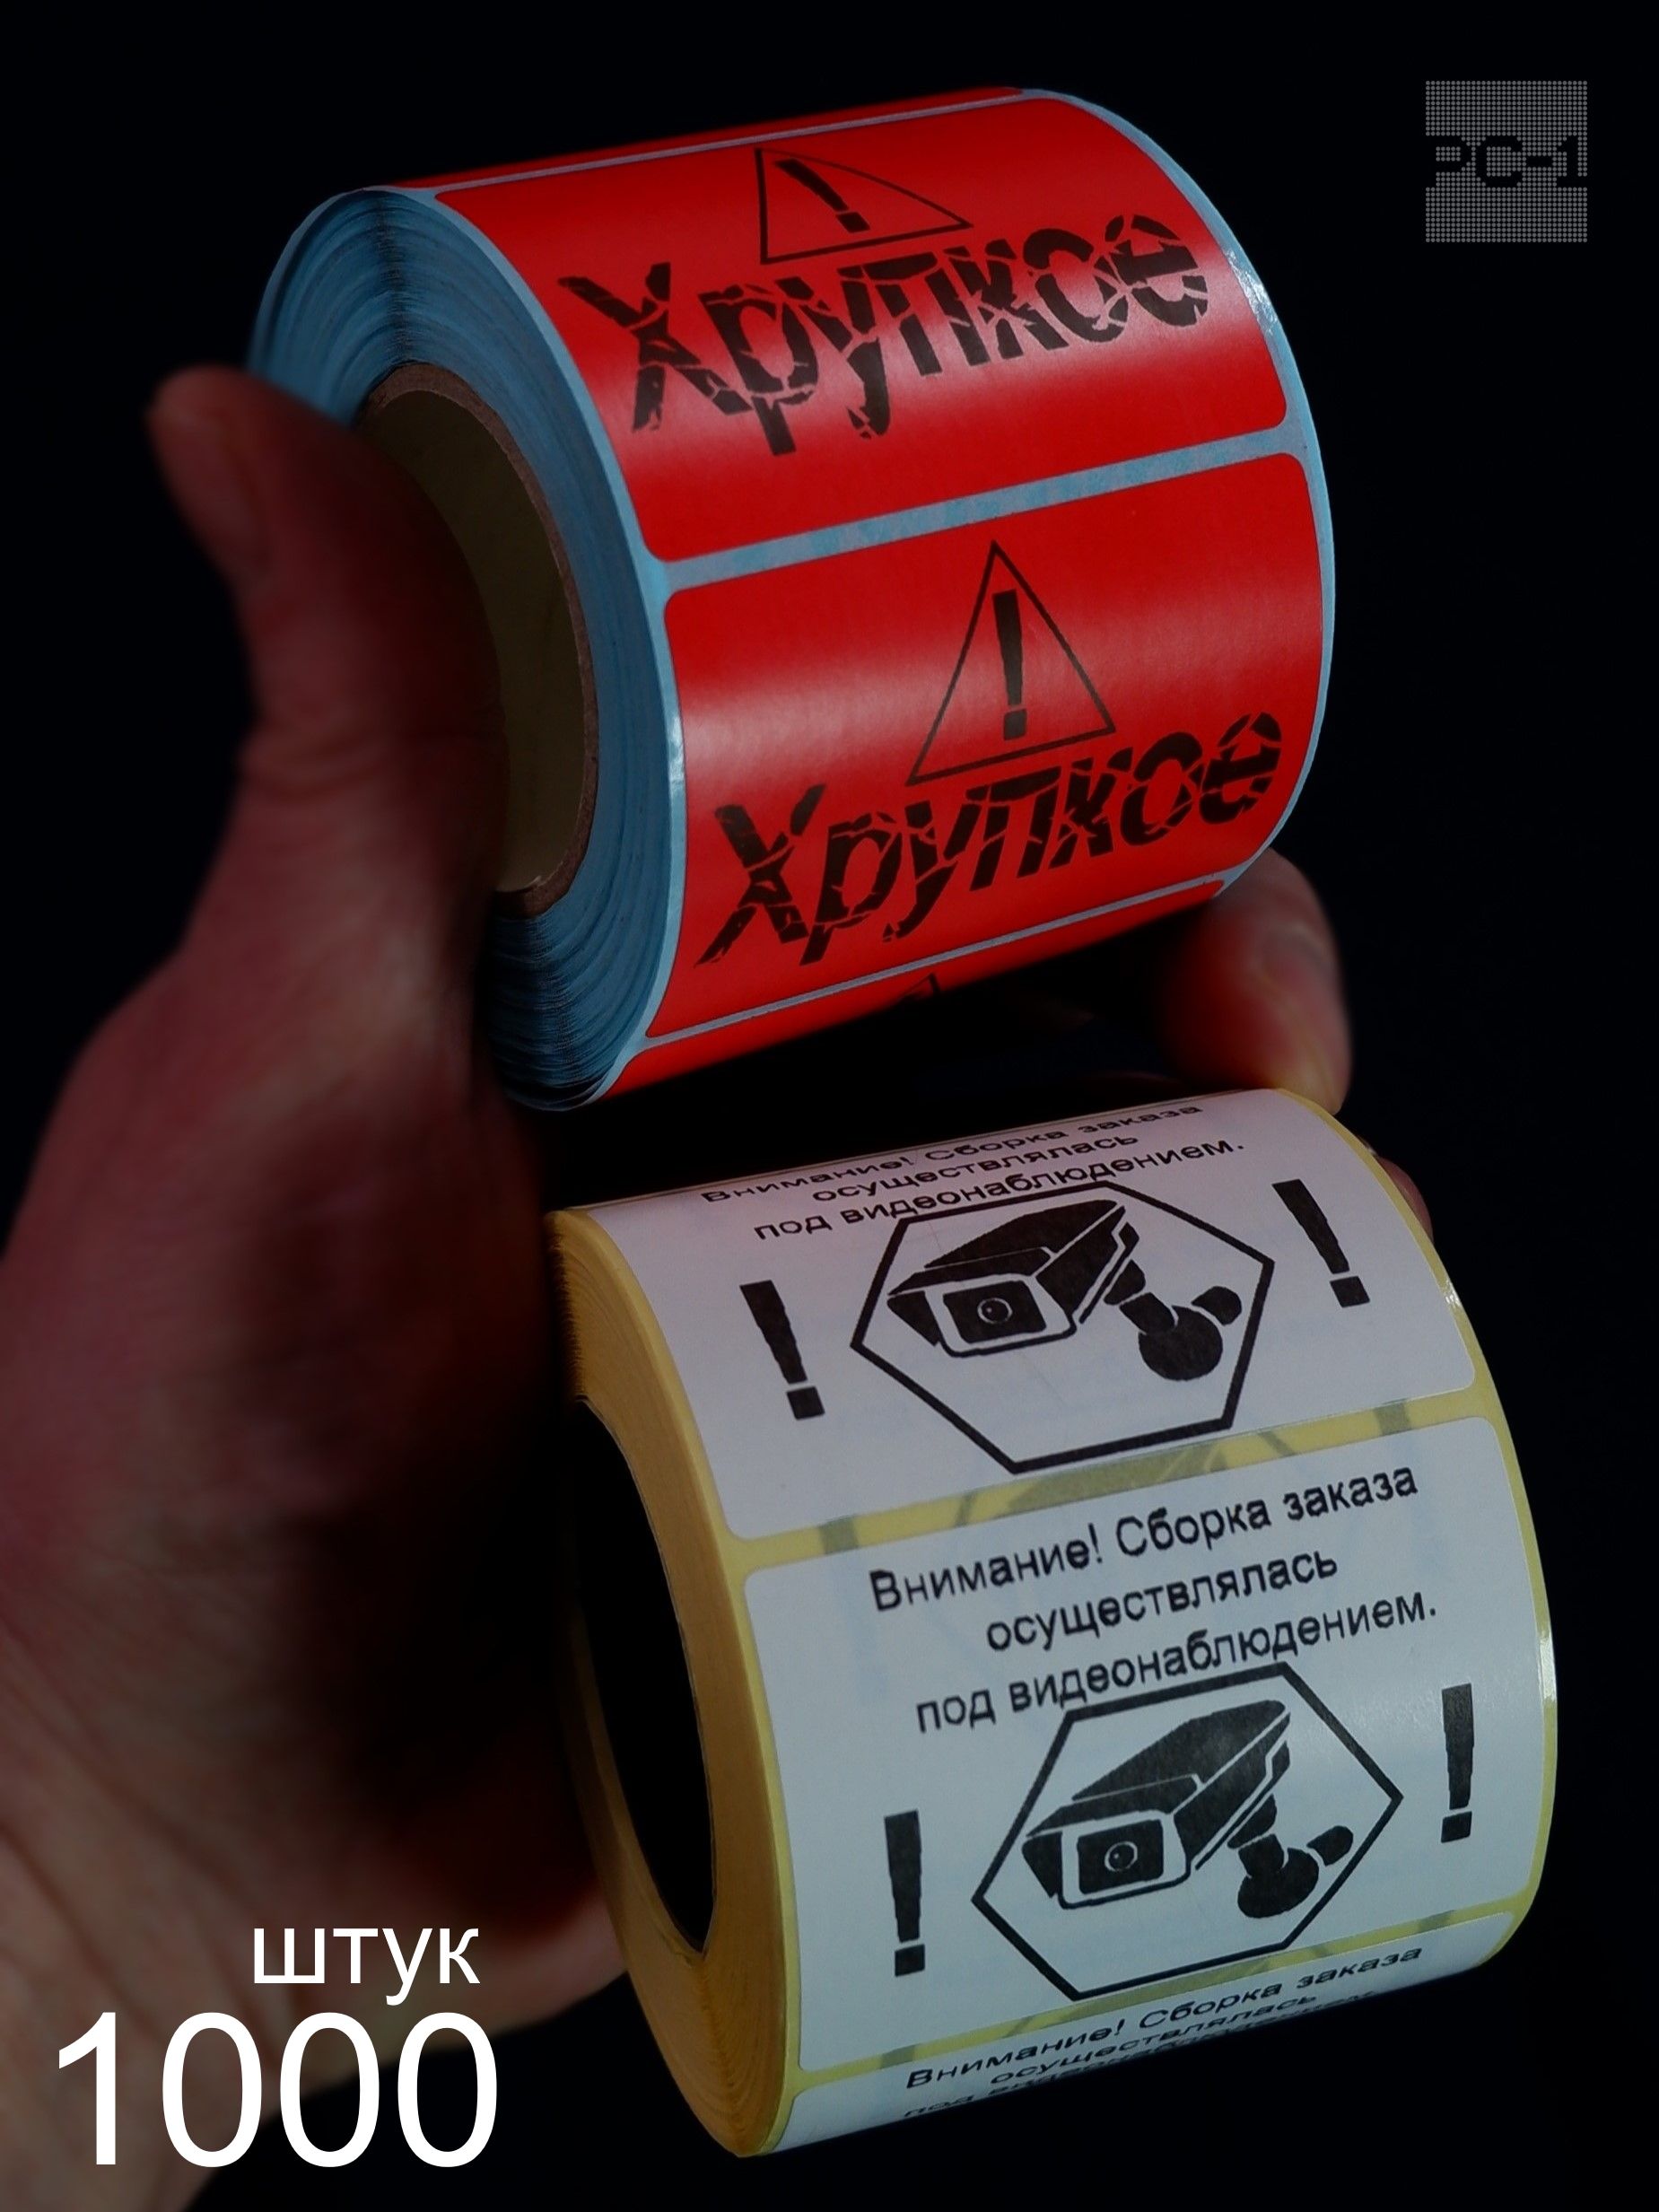 PC-1
!
Хрупкое
!
Хрупкое
Внимание! Сборка заказа
осуществлялась
под видеонаблюдением.
! !
Внимание! Сборка заказа
осуществлялась
под видеонаблюдением.
! !
Внимание! Сборка заказа
осуществлялась
штук
1000